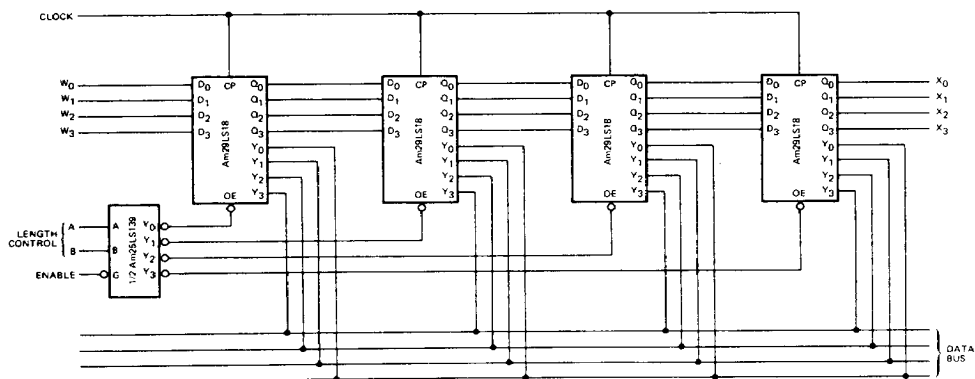 CLOCK
W0
W1
W2
W3
D0
D1
D2
D3
CP
Am29LS18
OE
Q0
Q1
Q2
Q3
Y0
Y1
Y2
Y3
D0
D1
D2
D3
CP
Am29LS18
OE
Q0
Q1
Q2
Q3
Y0
Y1
Y2
Y3
D0
D1
D2
D3
CP
Am29LS18
OE
Q0
Q1
Q2
Q3
Y0
Y1
Y2
Y3
D0
D1
D2
D3
CP
Am29LS18
OE
Q0
Q1
Q2
Q3
Y0
Y1
Y2
Y3
X0
X1
X2
X3
LENGTH
CONTROL
A
B
ENABLE
A
B
G
1/2 Am25LS139
Y0
Y1
Y2
Y3
DATA
BUS